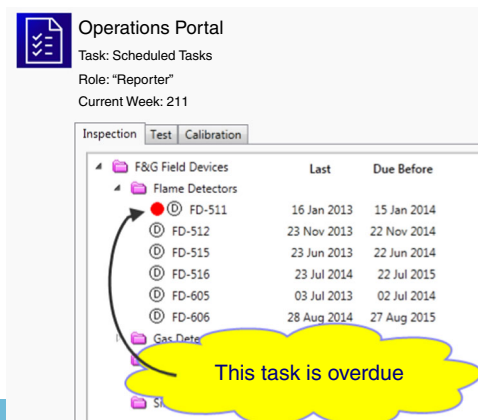 Operations Portal
Task: Scheduled Tasks
Role: “Reporter”
Current Week: 211
Inspection Test Calibration
F&G Field Devices Last Due Before
Flame Detectors
D FD-511 16 Jan 2013 15 Jan 2014
D FD-512 23 Nov 2013 22 Nov 2014
D FD-515 23 Jun 2013 22 Jun 2014
D FD-516 23 Jul 2014 22 Jul 2015
D FD-605 03 Jul 2013 02 Jul 2014
D FD-606 28 Aug 2014 27 Aug 2015
Gas
This task is overdue